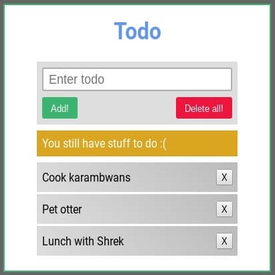 Todo
Enter todo
Add! Delete all!
You still have stuff to do :(
Cook karambwans X
Pet otter X
Lunch with Shrek X